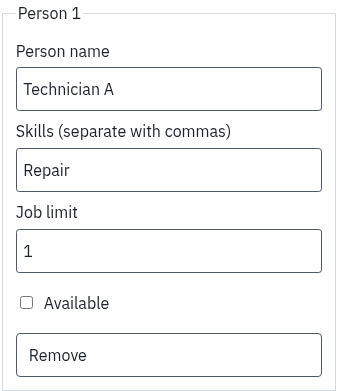 Person 1
Person name
Technician A
Skills (separate with commas)
Repair
Job limit
1
Available
Remove